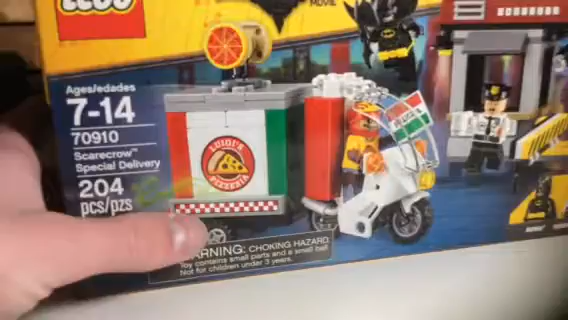 LEGO
MOVIE
Ages/edades
7-14
70910
Scarecrow™
Special Delivery
204
pcs/pzs
LUIGI'S
PIZZERIA
WARNING: CHOKING HAZARD.
Toy contains small parts and a small ball.
Not for children under 3 years.